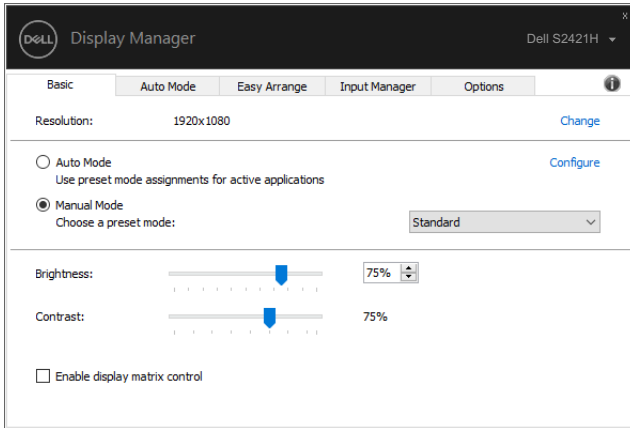 x
DELL Display Manager Dell S2421H
Basic Auto Mode Easy Arrange Input Manager Options
Resolution: 1920x1080 Change
Auto Mode Configure
Use preset mode assignments for active applications
Manual Mode
Choose a preset mode: Standard
Brightness: 75%
Contrast: 75%
Enable display matrix control